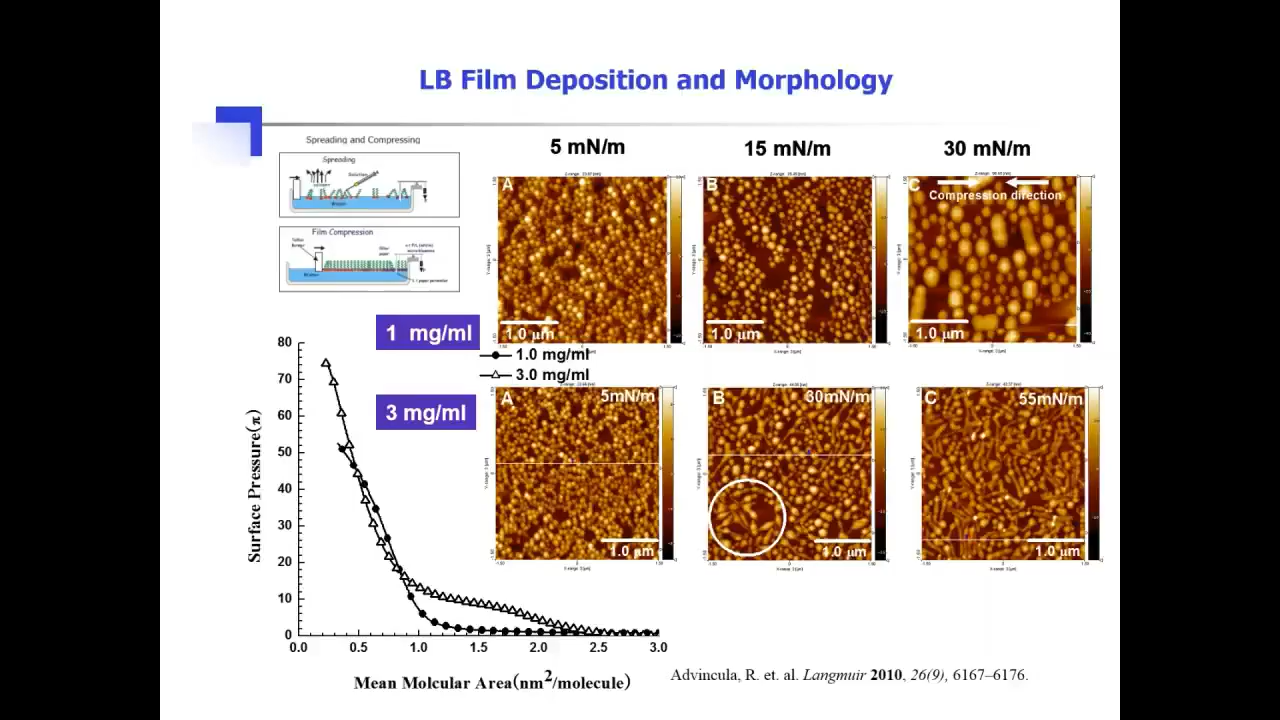 LB Film Deposition and Morphology
Spreading and Compressing
Spreading
Solution
Film Compression
5 mN/m
15 mN/m
30 mN/m
A
B
C
Compression direction
1.0 μm
1.0 μm
1.0 μm
1 mg/ml
1.0 mg/ml
3.0 mg/ml
3 mg/ml
A
5mN/m
B
30mN/m
C
55mN/m
1.0 μm
1.0 μm
1.0 μm
Surface Pressure(π)
80
70
60
50
40
30
20
10
0
0.0 0.5 1.0 1.5 2.0 2.5 3.0
Mean Molcular Area(nm2/molecule)
Advincula, R. et. al. Langmuir 2010, 26(9), 6167–6176.